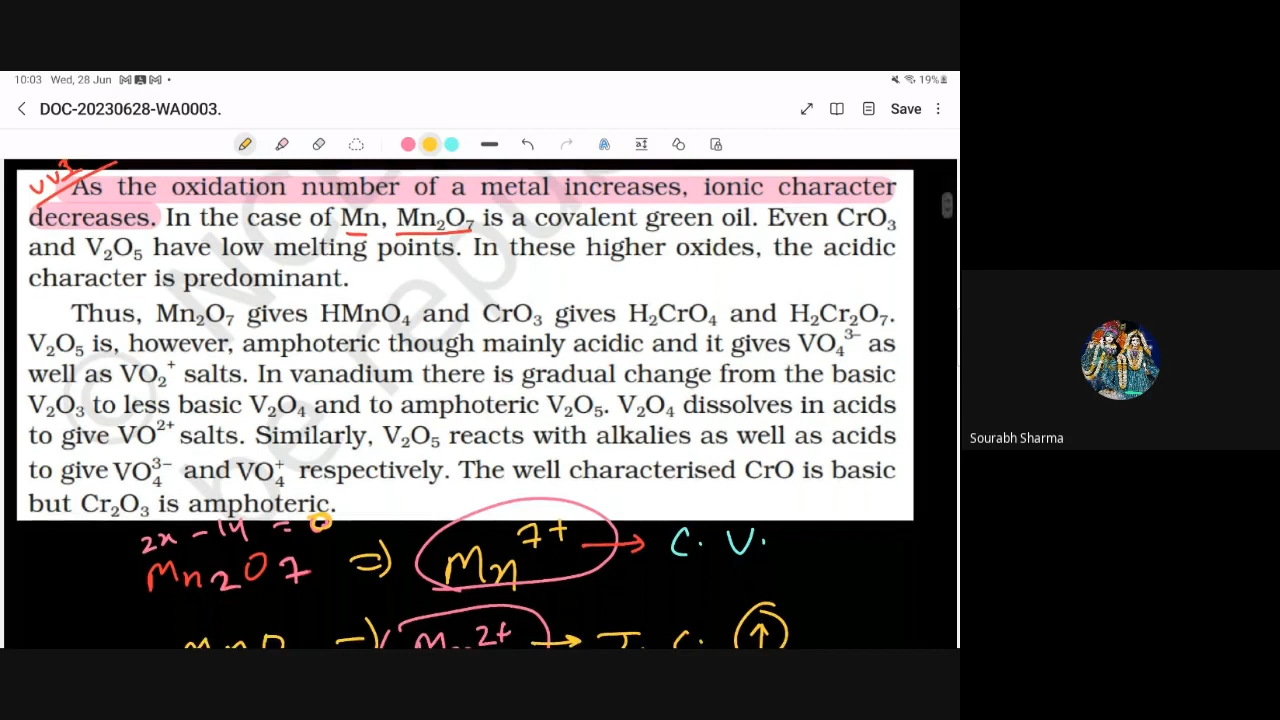 10:03 Wed, 28 Jun
19%
DOC-20230628-WA0003.
Save
VVI
As the oxidation number of a metal increases, ionic character
decreases. In the case of Mn, Mn₂O₇ is a covalent green oil. Even CrO₃
and V₂O₅ have low melting points. In these higher oxides, the acidic
character is predominant.
Thus, Mn₂O₇ gives HMnO₄ and CrO₃ gives H₂CrO₄ and H₂Cr₂O₇.
V₂O₅ is, however, amphoteric though mainly acidic and it gives VO₄³⁻ as
well as VO₂⁺ salts. In vanadium there is gradual change from the basic
V₂O₃ to less basic V₂O₄ and to amphoteric V₂O₅. V₂O₄ dissolves in acids
to give VO²⁺ salts. Similarly, V₂O₅ reacts with alkalies as well as acids
to give VO₄³⁻ and VO₄⁺ respectively. The well characterised CrO is basic
but Cr₂O₃ is amphoteric.
2x - 14 = 0
Mn₂O₇ ⇒ Mn⁷⁺ → C. V.
MnO ⇒ Mn²⁺ → I. C. ↑
Sourabh Sharma